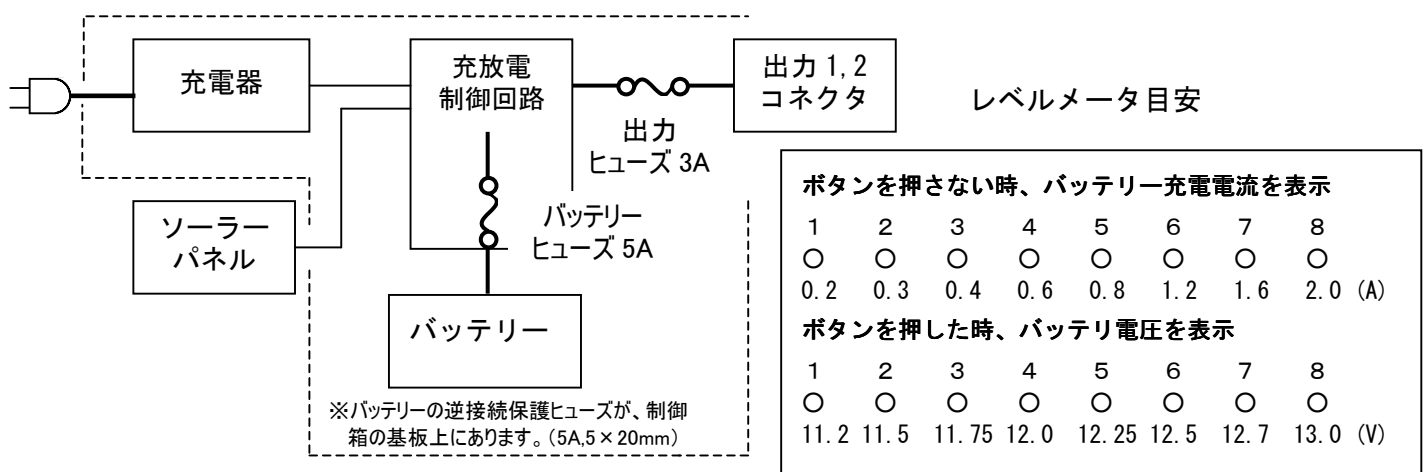 充電器
充放電
制御回路
出力 1,2
コネクタ
出力
ヒューズ 3A
バッテリー
ヒューズ 5A
ソーラー
パネル
バッテリー
※バッテリーの逆接続保護ヒューズが、制御
箱の基板上にあります。(5A,5×20mm)
レベルメータ目安
ボタンを押さない時、バッテリー充電電流を表示
1 2 3 4 5 6 7 8
○ ○ ○ ○ ○ ○ ○ ○
0.2 0.3 0.4 0.6 0.8 1.2 1.6 2.0 (A)
ボタンを押した時、バッテリ電圧を表示
1 2 3 4 5 6 7 8
○ ○ ○ ○ ○ ○ ○ ○
11.2 11.5 11.75 12.0 12.25 12.5 12.7 13.0 (V)